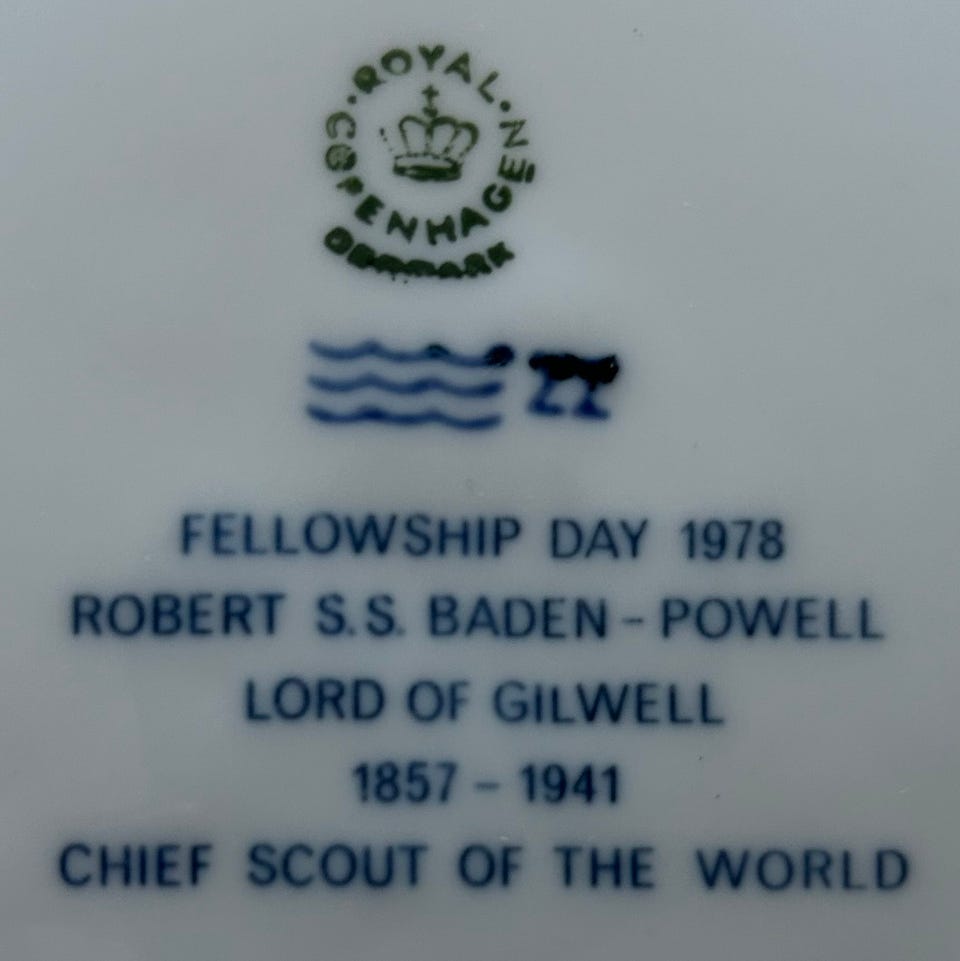 ROYAL
COPENHAGEN
DENMARK
FELLOWSHIP DAY 1978
ROBERT S.S. BADEN - POWELL
LORD OF GILWELL
1857 - 1941
CHIEF SCOUT OF THE WORLD